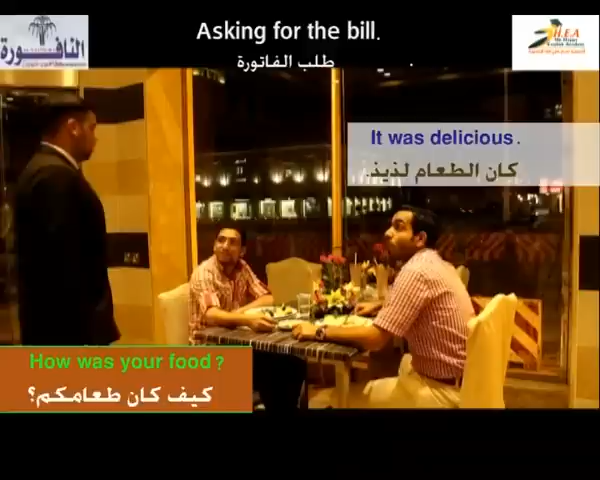 Asking for the bill.
طلب الفاتورة
النافورة
H.E.A
It was delicious.
كان الطعام لذيذ.
How was your food?
كيف كان طعامكم؟